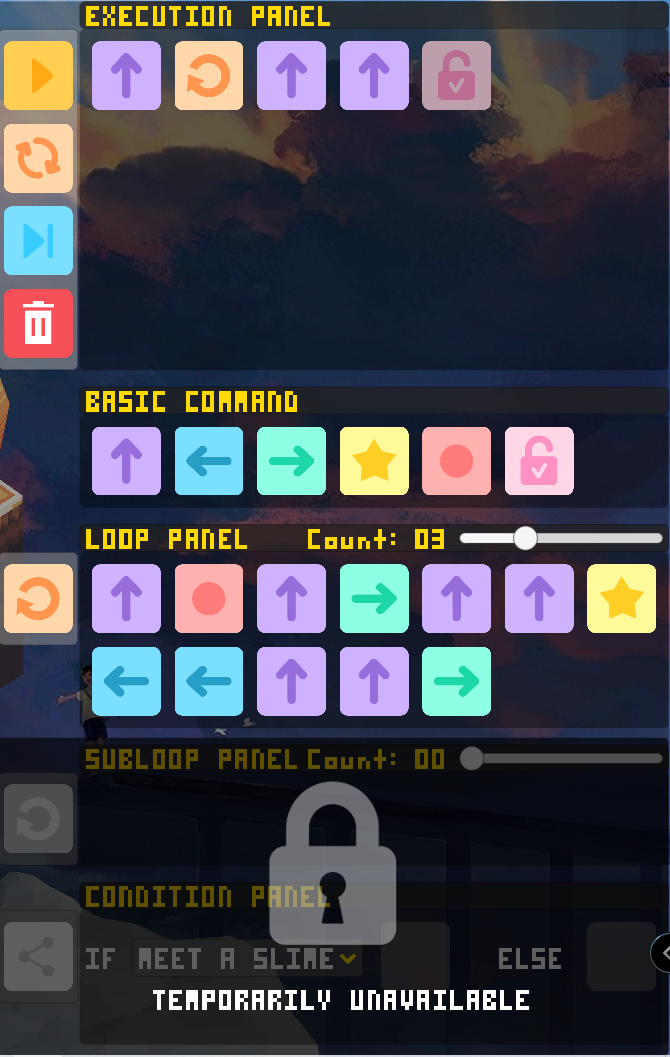 EXECUTION PANEL
BASIC COMMAND
LOOP PANEL Count: 03
SUBLOOP PANEL Count: 00
CONDITION PANEL
IF MEET A SLIME ELSE
TEMPORARILY UNAVAILABLE